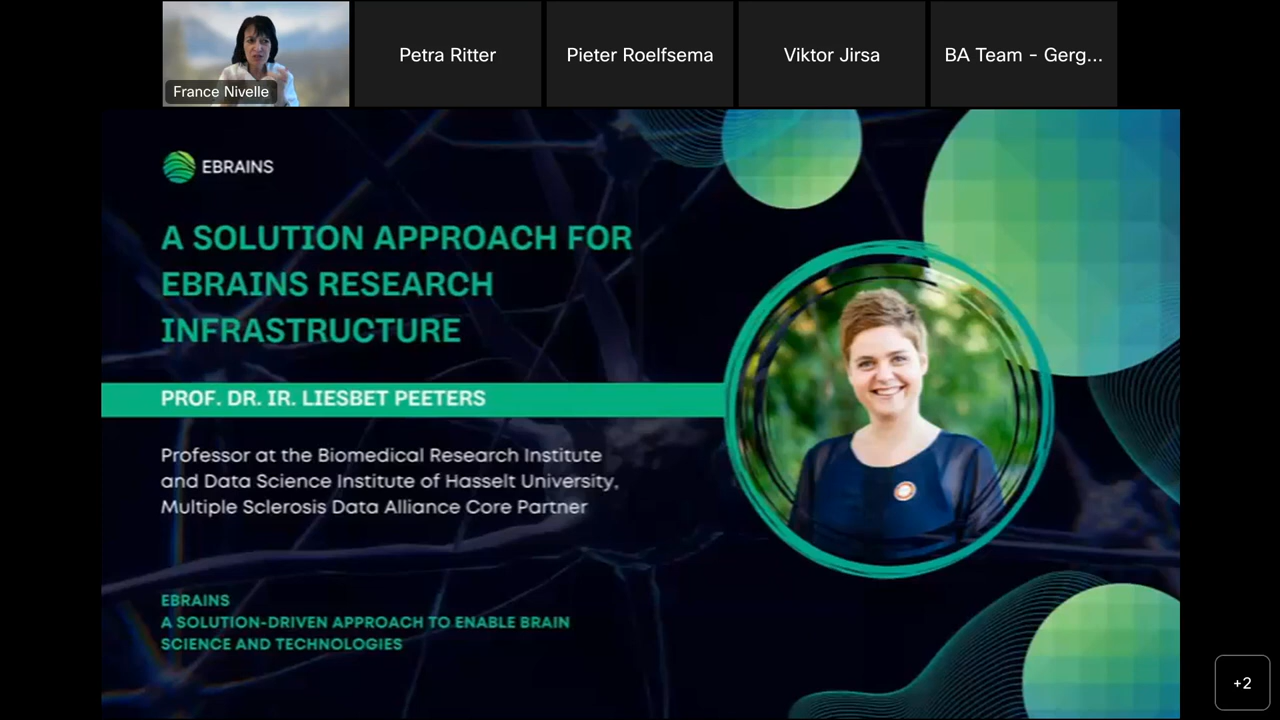 France Nivelle
Petra Ritter
Pieter Roelfsema
Viktor Jirsa
BA Team - Gerg...
EBRAINS
A SOLUTION APPROACH FOR
EBRAINS RESEARCH
INFRASTRUCTURE
PROF. DR. IR. LIESBET PEETERS
Professor at the Biomedical Research Institute
and Data Science Institute of Hasselt University,
Multiple Sclerosis Data Alliance Core Partner
EBRAINS
A SOLUTION-DRIVEN APPROACH TO ENABLE BRAIN
SCIENCE AND TECHNOLOGIES
+2